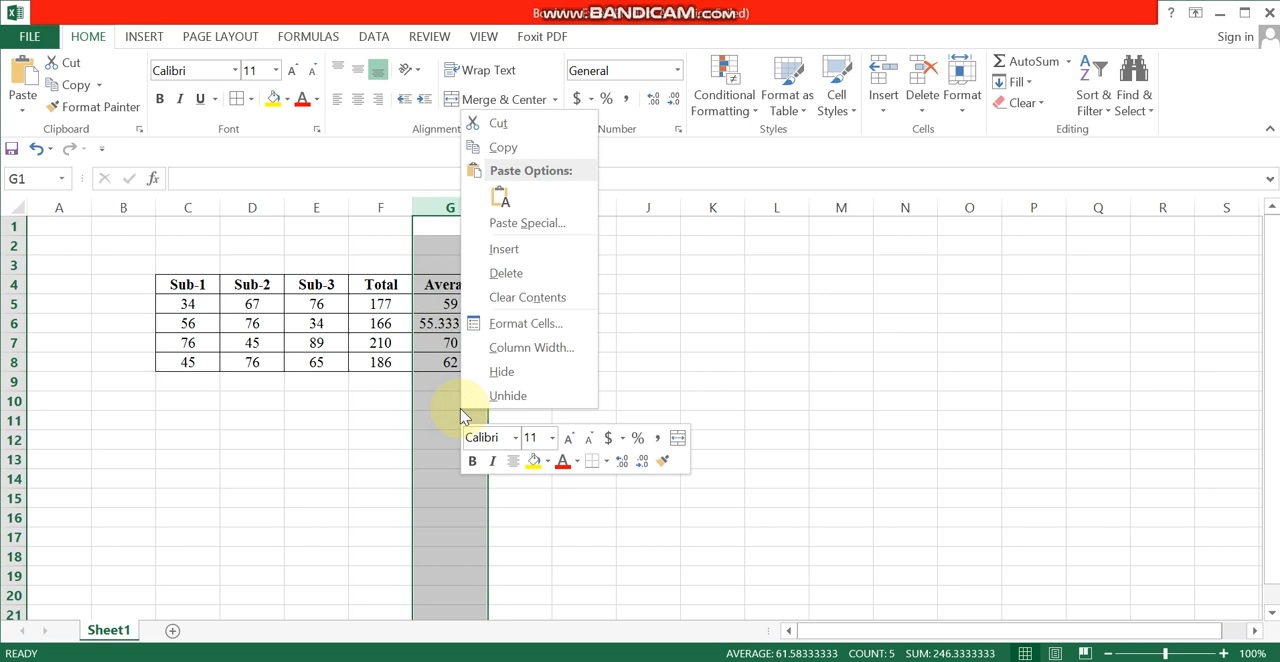 www.BANDICAM.com
Sign in
FILE HOME INSERT PAGE LAYOUT FORMULAS DATA REVIEW VIEW Foxit PDF
Paste
Cut
Copy
Format Painter
Clipboard
Calibri 11
B I U
Font
Wrap Text
Merge & Center
Alignment
General
$ % ,
Number
Conditional Formatting
Format as Table
Cell Styles
Styles
Insert Delete Format
Cells
AutoSum
Fill
Clear
Sort & Filter
Find & Select
Editing
G1
fx
A B C D E F G J K L M N O P Q R S
1
2
3
4 Sub-1 Sub-2 Sub-3 Total Avera
5 34 67 76 177 59
6 56 76 34 166 55.333
7 76 45 89 210 70
8 45 76 65 186 62
9
10
11
12
13
14
15
16
17
18
19
20
21
Cut
Copy
Paste Options:
Paste Special...
Insert
Delete
Clear Contents
Format Cells...
Column Width...
Hide
Unhide
Calibri 11 A A $ % ,
B I A
Sheet1
READY AVERAGE: 61.58333333 COUNT: 5 SUM: 246.3333333 100%